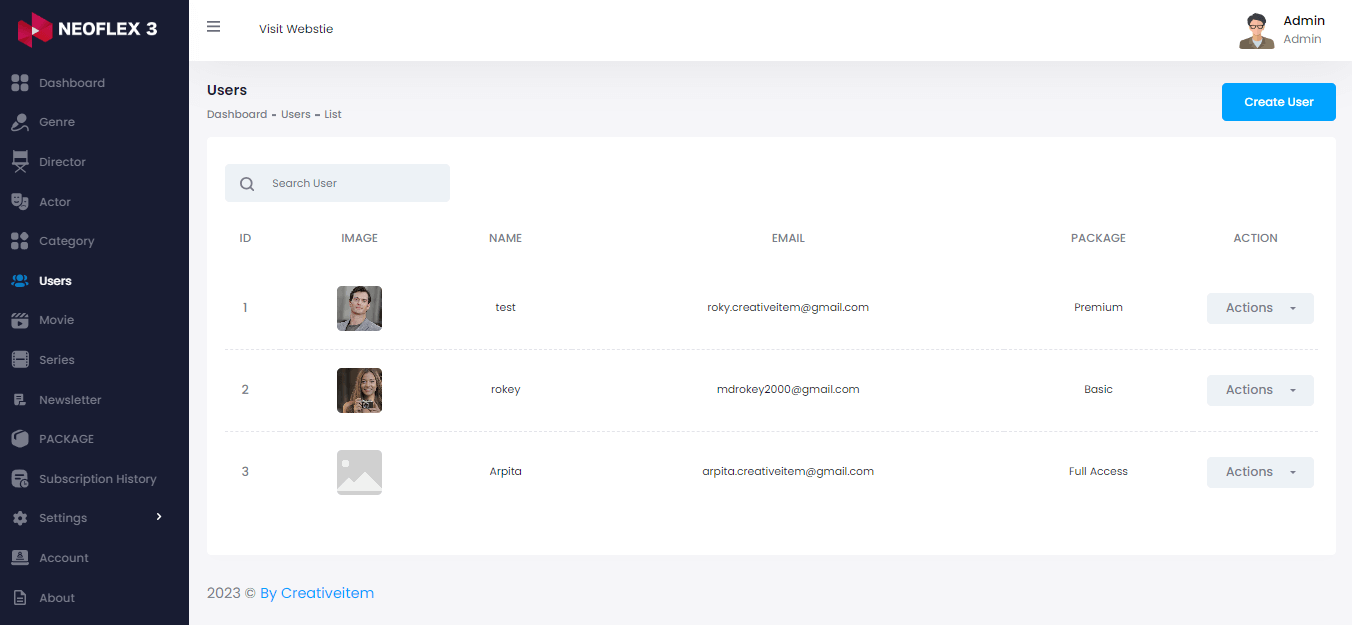 NEOFLEX 3
Visit Webstie
Admin
Admin
Dashboard
Genre
Director
Actor
Category
Users
Movie
Series
Newsletter
PACKAGE
Subscription History
Settings
Account
About
Users
Dashboard - Users - List
Create User
Search User
ID IMAGE NAME EMAIL PACKAGE ACTION
1 test roky.creativeitem@gmail.com Premium Actions
2 rokey mdrokey2000@gmail.com Basic Actions
3 Arpita arpita.creativeitem@gmail.com Full Access Actions
2023 © By Creativeitem